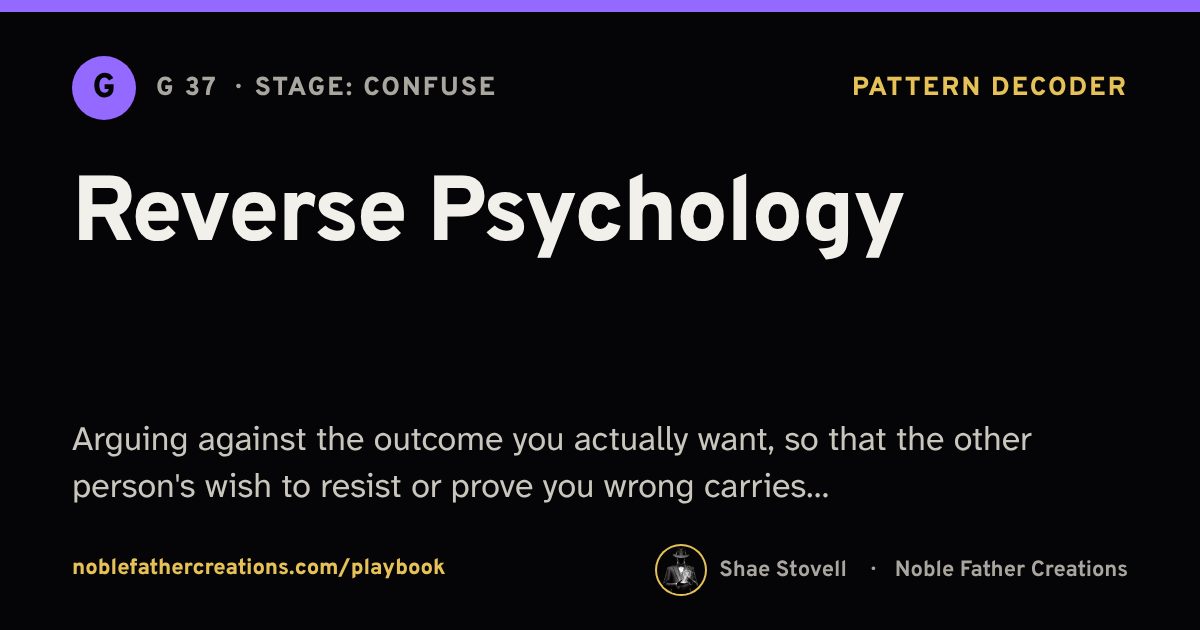 G
G 37 · STAGE: CONFUSE
PATTERN DECODER
Reverse Psychology
Arguing against the outcome you actually want, so that the other
person's wish to resist or prove you wrong carries...
noblefathercreations.com/playbook
Shae Stovell · Noble Father Creations